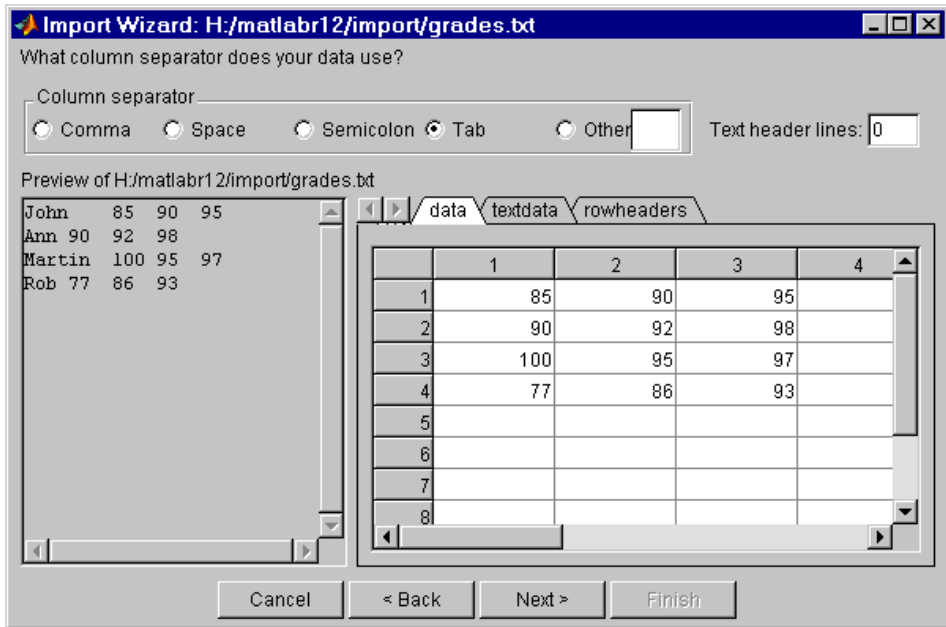 Import Wizard: H:/matlabr12/import/grades.txt
What column separator does your data use?
Column separator
Comma Space Semicolon Tab Other Text header lines: 0
Preview of H:/matlabr12/import/grades.txt
John 85 90 95
Ann 90 92 98
Martin 100 95 97
Rob 77 86 93
data textdata rowheaders
1 2 3 4
1 85 90 95
2 90 92 98
3 100 95 97
4 77 86 93
5
6
7
8
Cancel < Back Next > Finish